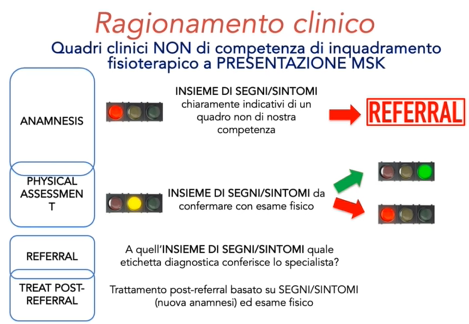 Ragionamento clinico
Quadri clinici NON di competenza di inquadramento
fisioterapico a PRESENTAZIONE MSK
ANAMNESIS
INSIEME DI SEGNI/SINTOMI
chiaramente indicativi di un
quadro non di nostra
competenza
REFERRAL
PHYSICAL
ASSESSMEN
T
INSIEME DI SEGNI/SINTOMI da
confermare con esame fisico
REFERRAL
A quell'INSIEME DI SEGNI/SINTOMI quale
etichetta diagnostica conferisce lo specialista?
TREAT POST-
REFERRAL
Trattamento post-referral basato su SEGNI/SINTOMI
(nuova anamnesi) ed esame fisico